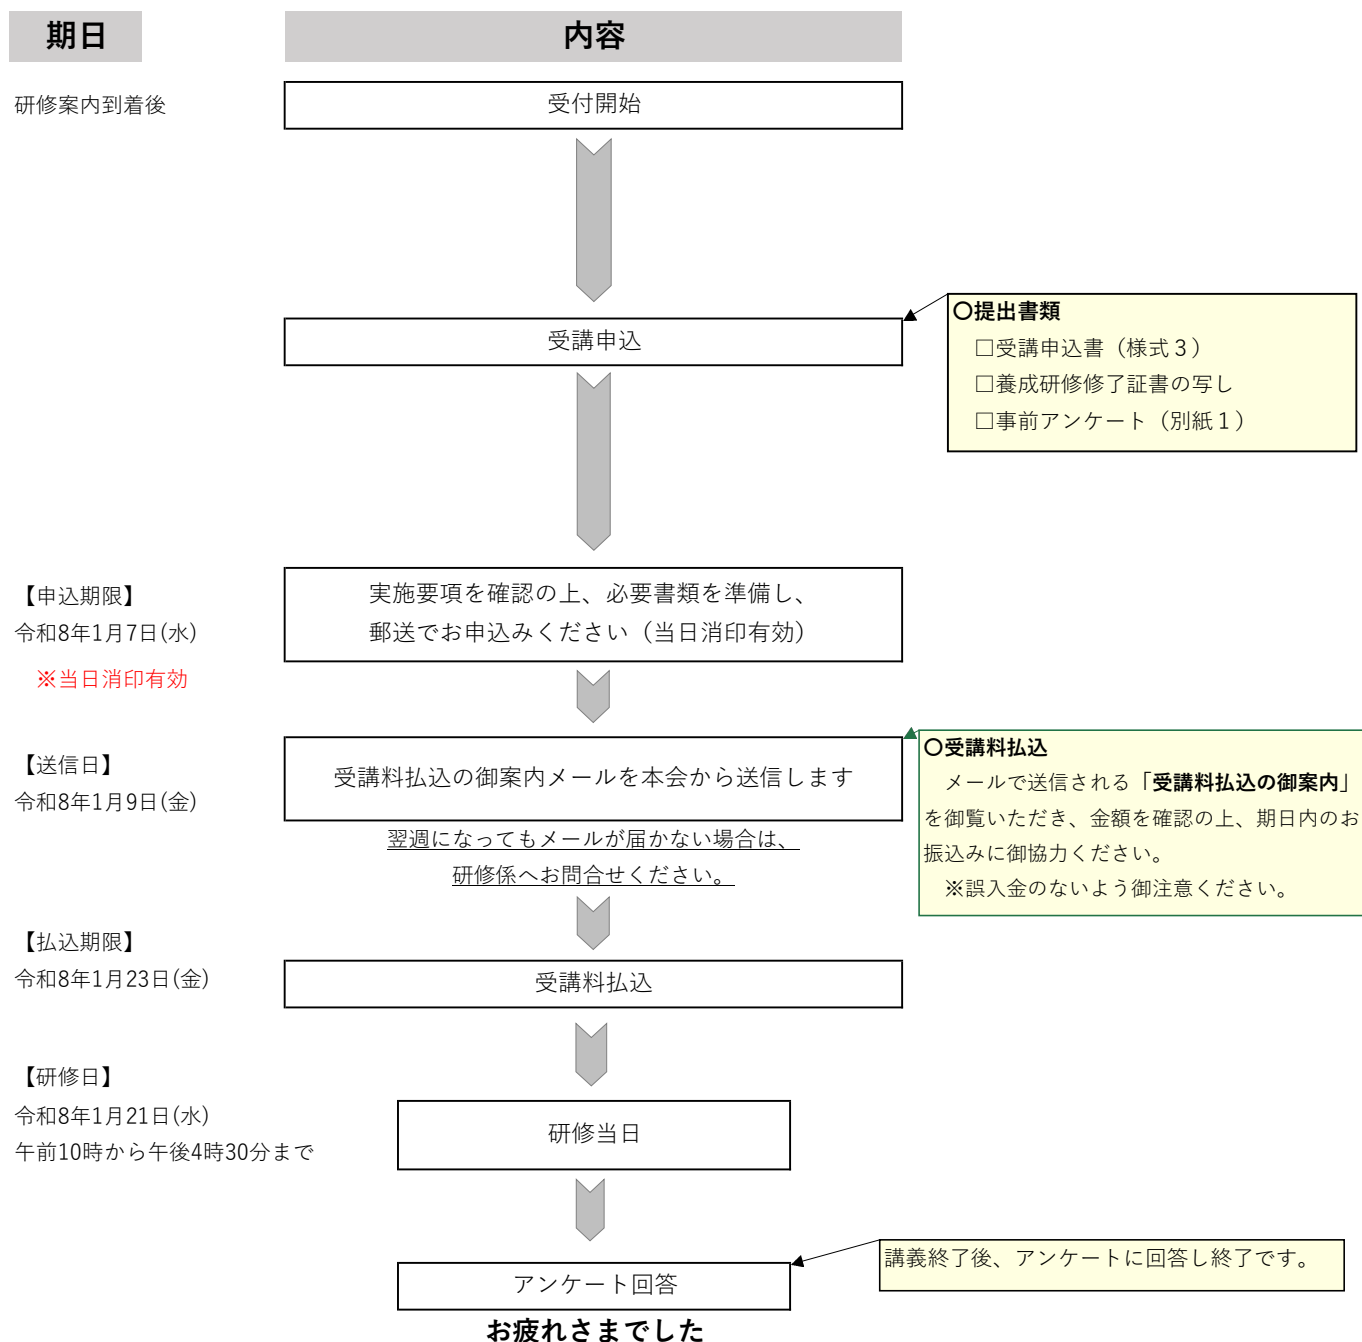 期日
内容
研修案内到着後
受付開始
受講申込
〇提出書類
□受講申込書（様式３）
□養成研修修了証書の写し
□事前アンケート（別紙１）
【申込期限】
令和8年1月7日(水)
※当日消印有効
実施要項を確認の上、必要書類を準備し、
郵送でお申込みください（当日消印有効）
【送信日】
令和8年1月9日(金)
受講料払込の御案内メールを本会から送信します
翌週になってもメールが届かない場合は、
研修係へお問合せください。
〇受講料払込
メールで送信される「受講料払込の御案内」
を御覧いただき、金額を確認の上、期日内のお
振込みに御協力ください。
※誤入金のないよう御注意ください。
【払込期限】
令和8年1月23日(金)
受講料払込
【研修日】
令和8年1月21日(水)
午前10時から午後4時30分まで
研修当日
アンケート回答
講義終了後、アンケートに回答し終了です。
お疲れさまでした